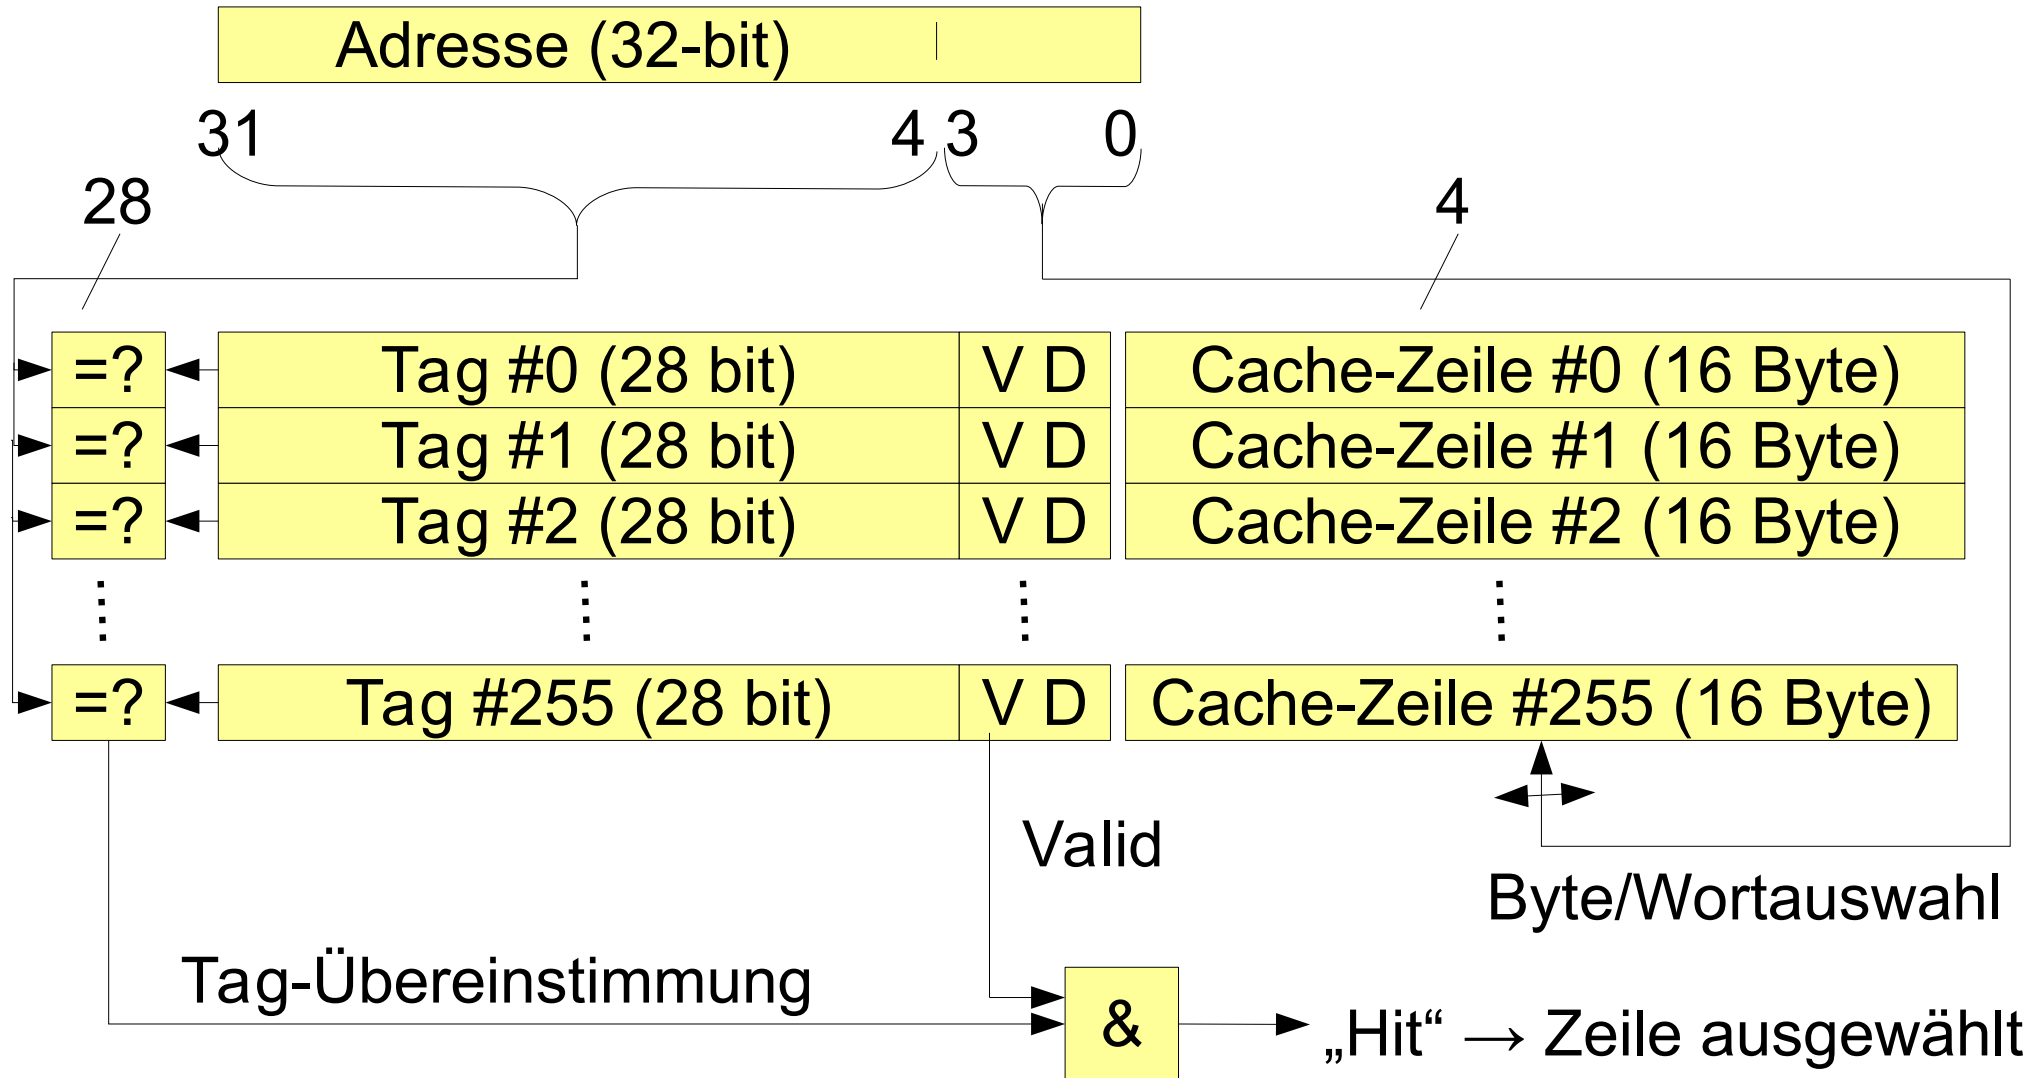 Adresse (32-bit)
31 4 3 0
28 4
=? Tag #0 (28 bit) V D Cache-Zeile #0 (16 Byte)
=? Tag #1 (28 bit) V D Cache-Zeile #1 (16 Byte)
=? Tag #2 (28 bit) V D Cache-Zeile #2 (16 Byte)
=? Tag #255 (28 bit) V D Cache-Zeile #255 (16 Byte)
Valid
Byte/Wortauswahl
Tag-Übereinstimmung
& „Hit“ → Zeile ausgewählt